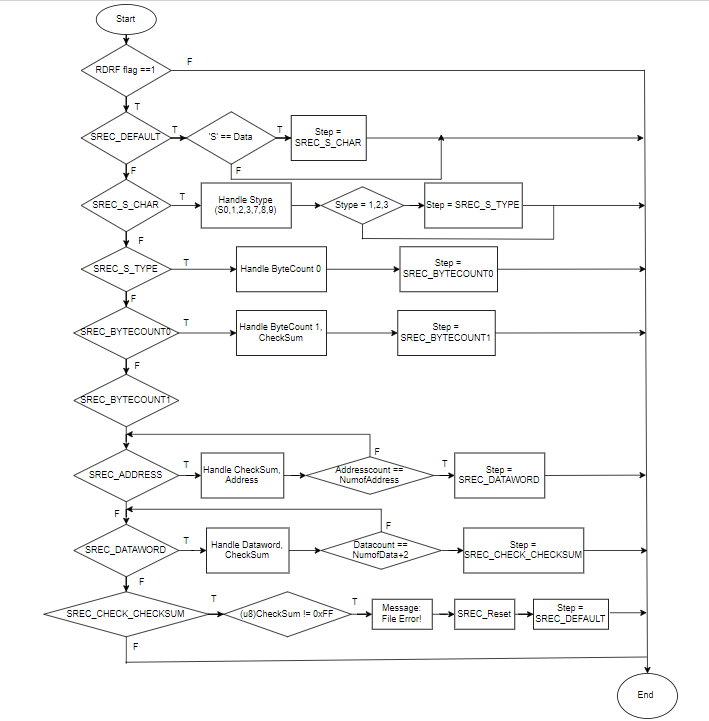 Start
RDRF flag ==1
F
T
SREC_DEFAULT
T
'S' == Data
T
Step =
SREC_S_CHAR
F
F
SREC_S_CHAR
T
Handle Stype
(S0,1,2,3,7,8,9)
Stype = 1,2,3
Step = SREC_S_TYPE
F
SREC_S_TYPE
T
Handle ByteCount 0
Step =
SREC_BYTECOUNT0
F
SREC_BYTECOUNT0
T
Handle ByteCount 1,
CheckSum
Step =
SREC_BYTECOUNT1
F
SREC_BYTECOUNT1
SREC_ADDRESS
T
Handle CheckSum,
Address
Addresscount ==
NumofAddress
F
T
Step =
SREC_DATAWORD
F
SREC_DATAWORD
T
Handle Dataword,
CheckSum
Datacount ==
NumofData+2
F
Step =
SREC_CHECK_CHECKSUM
F
SREC_CHECK_CHECKSUM
T
(u8)CheckSum != 0xFF
T
Message:
File Error!
SREC_Reset
Step =
SREC_DEFAULT
F
End